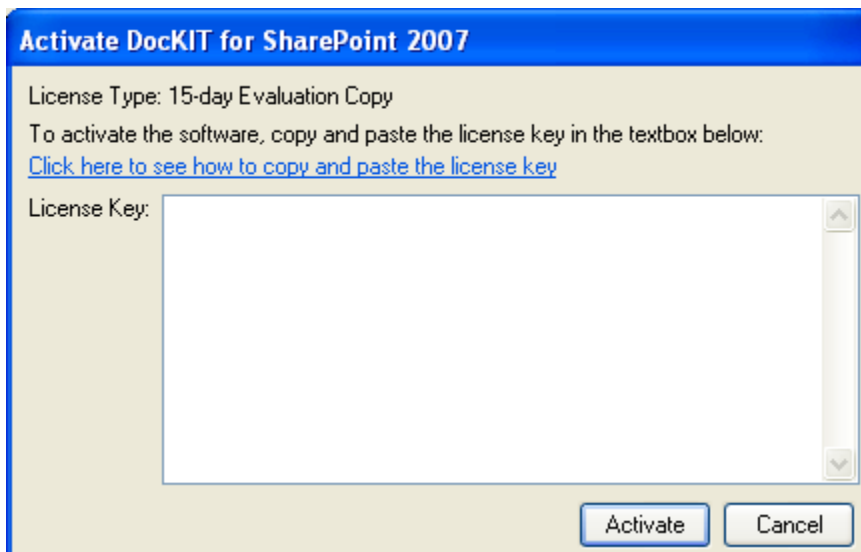 Activate DocKIT for SharePoint 2007
License Type: 15-day Evaluation Copy
To activate the software, copy and paste the license key in the textbox below:
Click here to see how to copy and paste the license key
License Key:
Activate Cancel